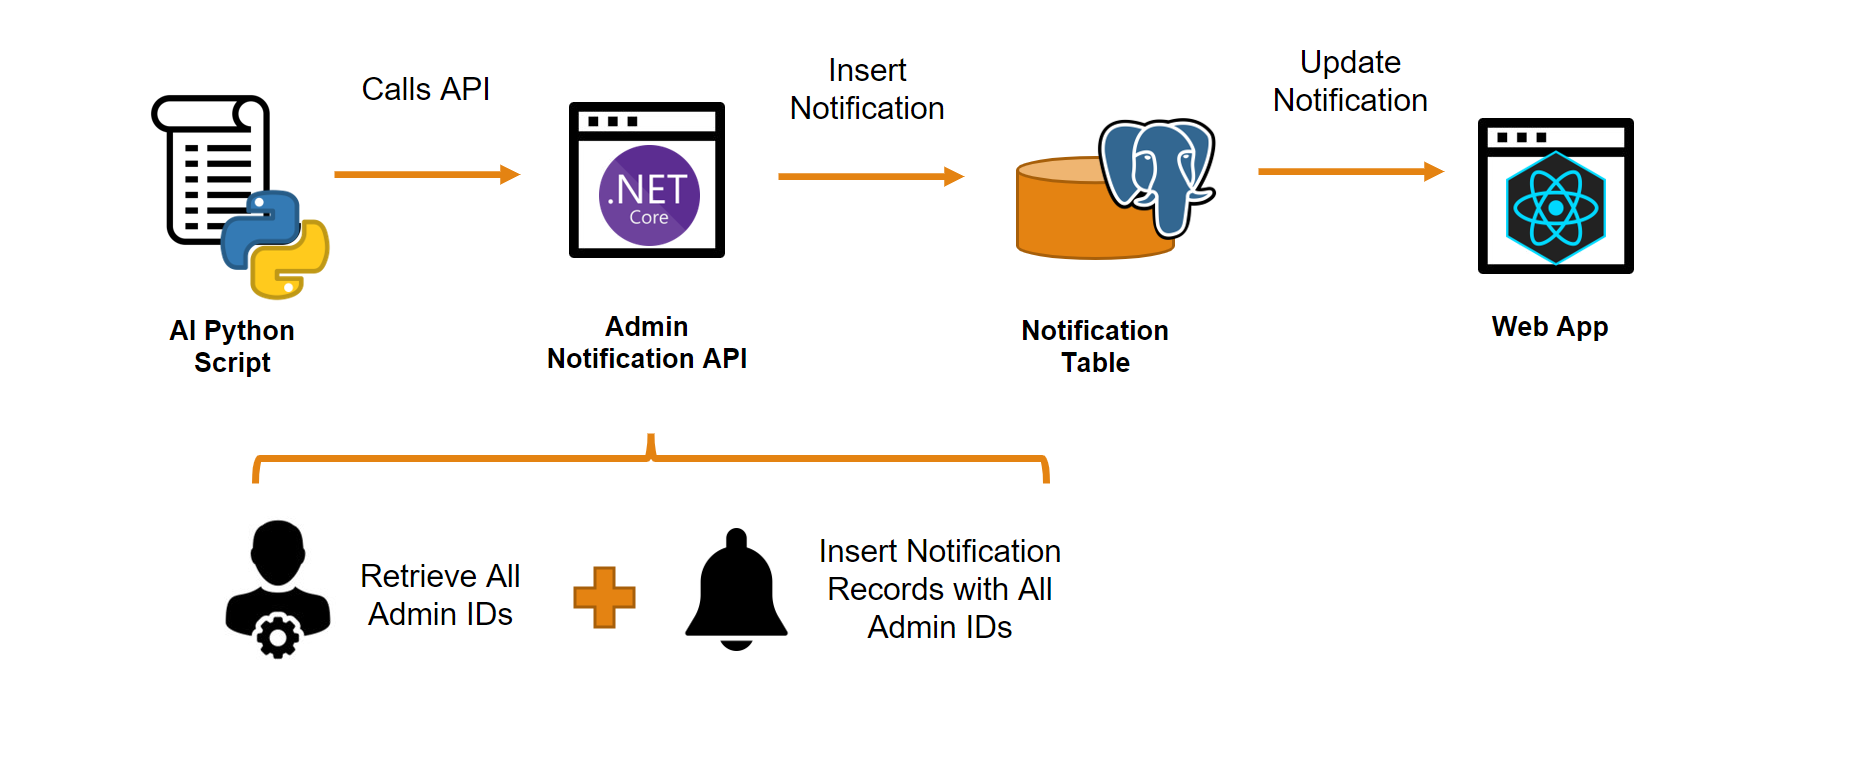 Calls API
Insert
Notification
Update
Notification
.NET
Core
AI Python
Script
Admin
Notification API
Notification
Table
Web App
Retrieve All
Admin IDs
Insert Notification
Records with All
Admin IDs